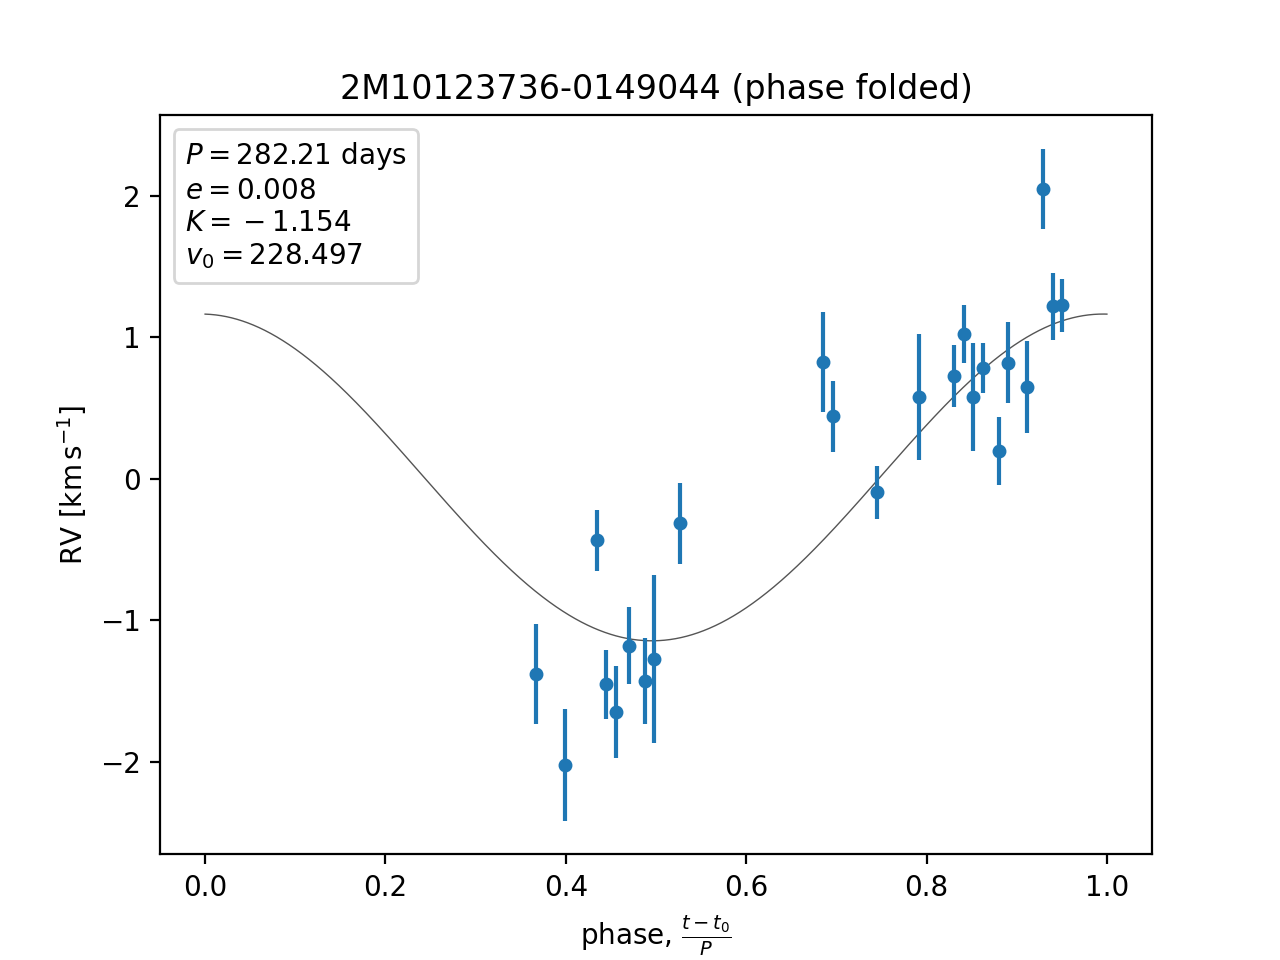 2M10123736-0149044 (phase folded)
P = 282.21 days
e = 0.008
K = −1.154
v₀ = 228.497
2
1
0
−1
−2
RV [km s⁻¹]
0.0 0.2 0.4 0.6 0.8 1.0
phase, (t − t₀)/P